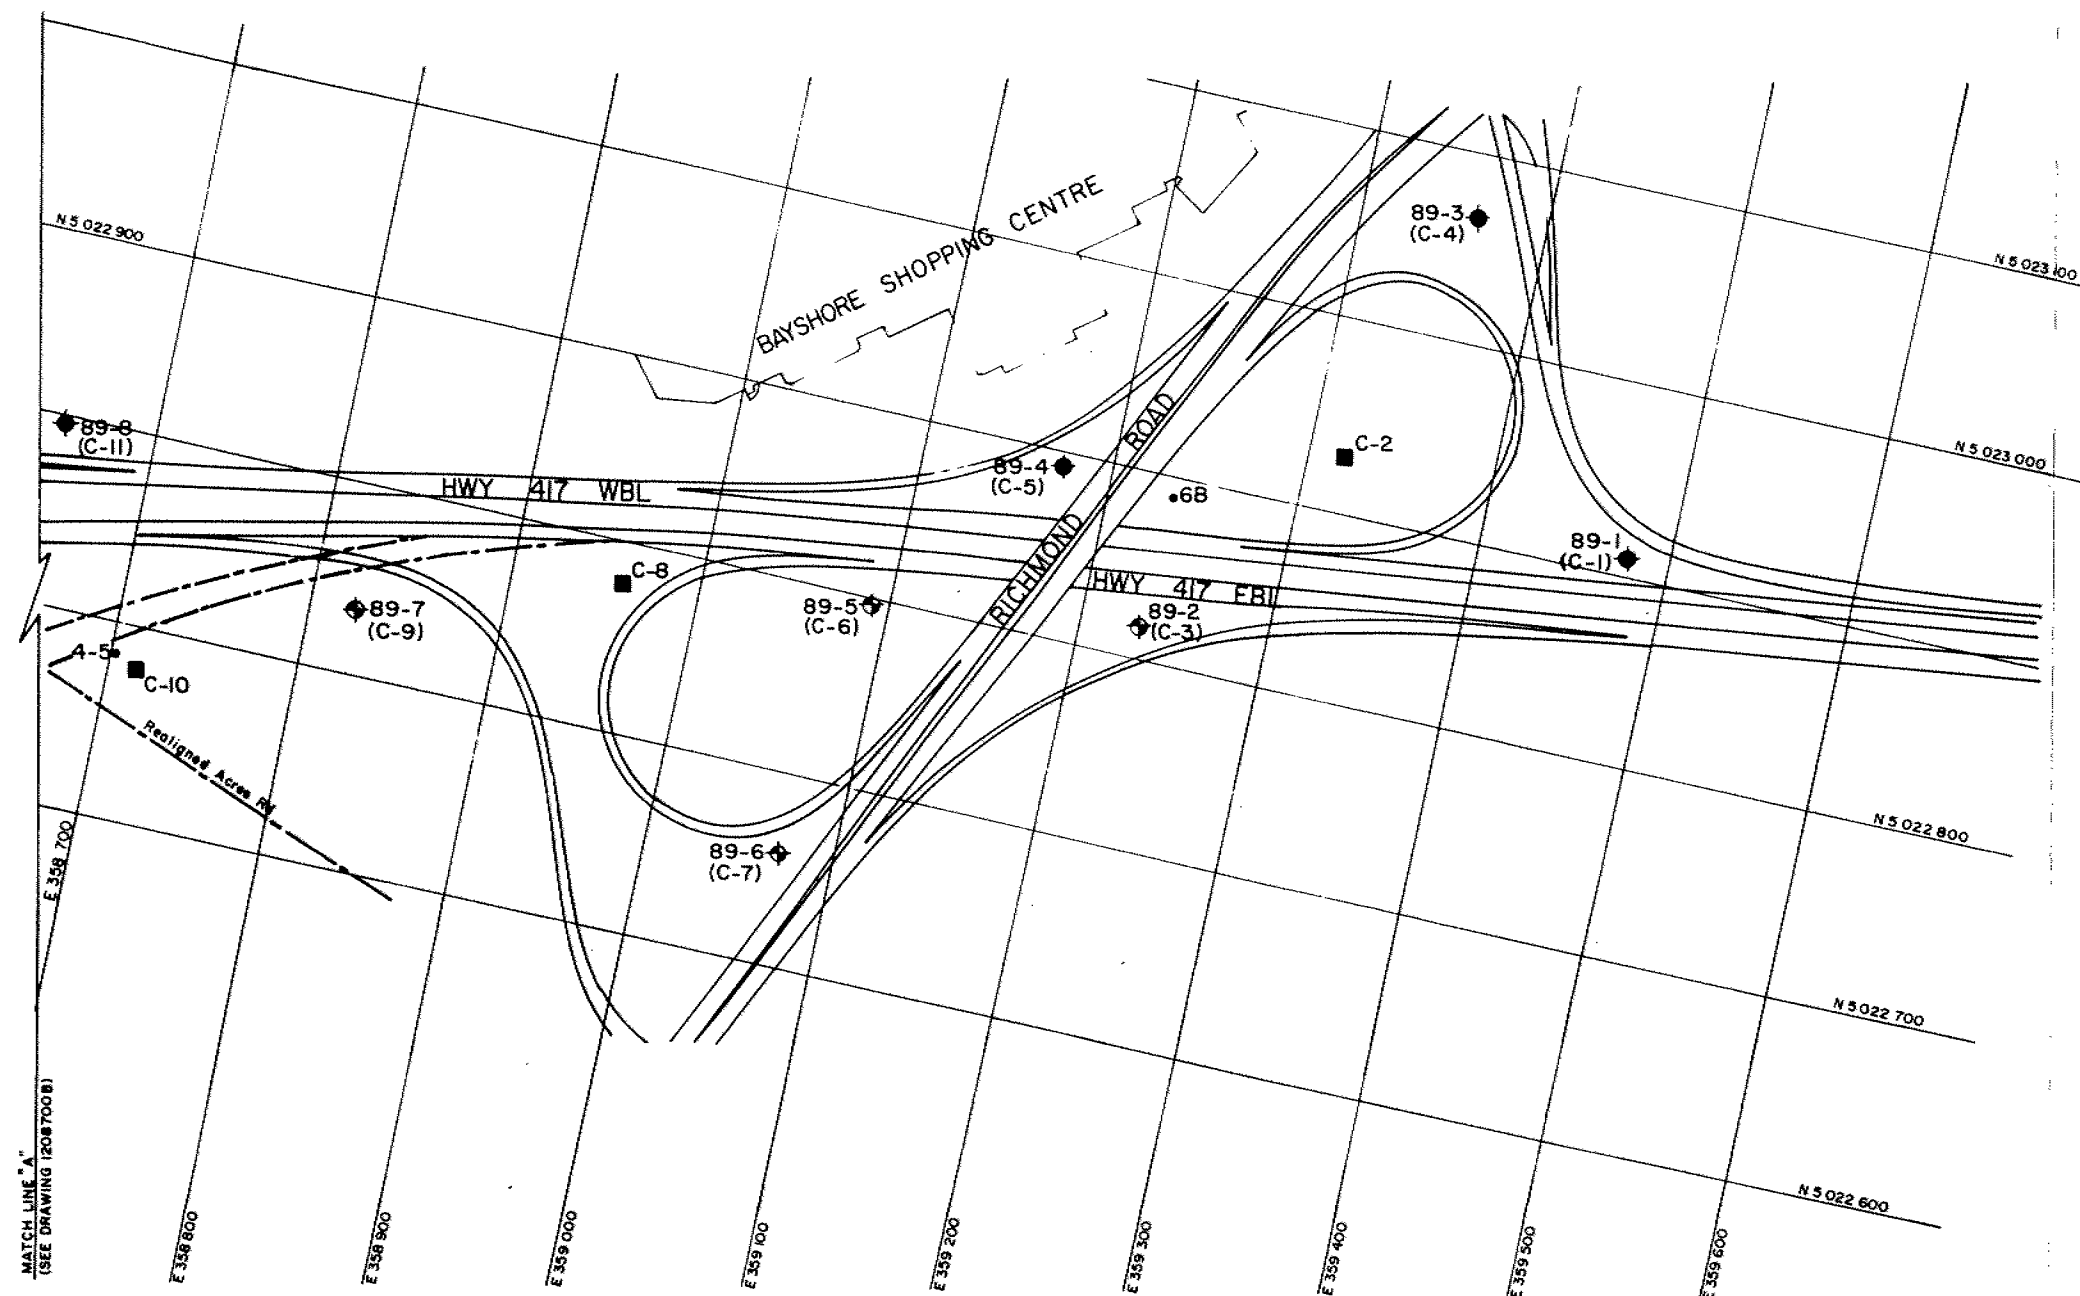 N 5 022 900
BAYSHORE SHOPPING CENTRE
89-3
(C-4)
N 5 023 100
89-8
(C-11)
ROAD
C-2
N 5 023 000
HWY 417 WBL
89-4
(C-5)
68
RICHMOND
89-1
(C-1)
C-8
HWY 417 EBL
89-7
(C-9)
89-5
(C-6)
89-2
(C-3)
4-5
C-10
Realigned Acres Rd
E 358 700
89-6
(C-7)
N 5 022 800
N 5 022 700
N 5 022 600
MATCH LINE "A"
(SEE DRAWING 1208700B)
E 358 800
E 358 900
E 359 000
E 359 100
E 359 200
E 359 300
E 359 400
E 359 500
E 359 600